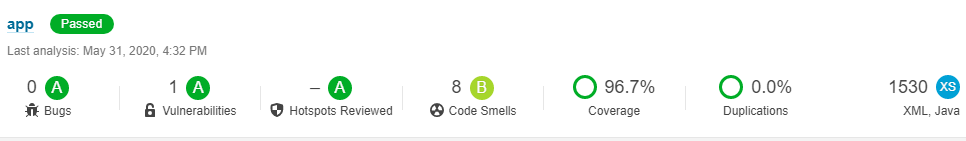 app Passed
Last analysis: May 31, 2020, 4:32 PM
0 A 1 A – A 8 B 96.7% 0.0% 1530 XS
Bugs Vulnerabilities Hotspots Reviewed Code Smells Coverage Duplications XML, Java